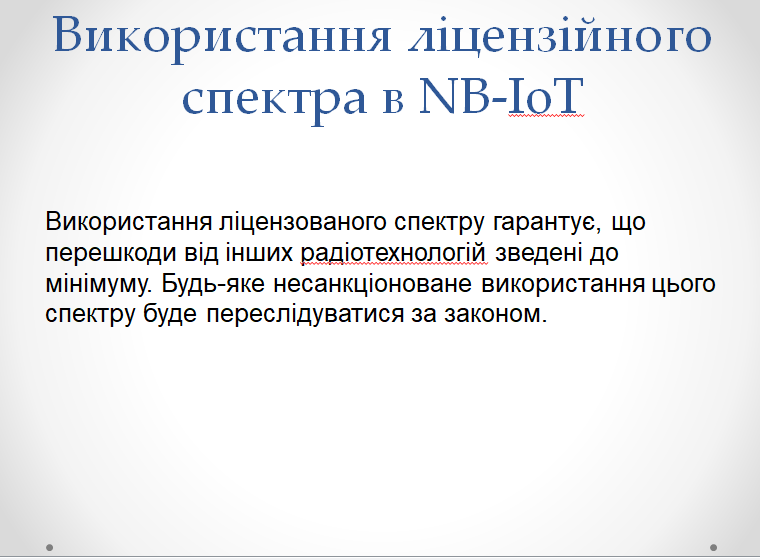 Використання ліцензійного
спектра в NB-IoT
Використання ліцензованого спектру гарантує, що
перешкоди від інших радіотехнологій зведені до
мінімуму. Будь-яке несанкціоноване використання цього
спектру буде переслідуватися за законом.